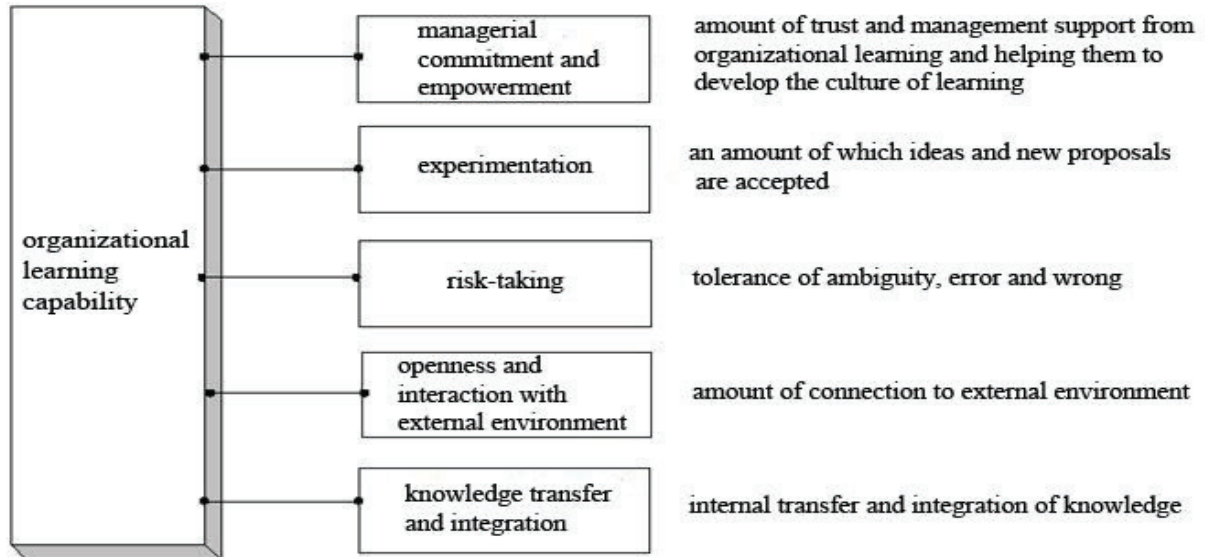 organizational
learning
capability
managerial
commitment and
empowerment
amount of trust and management support from
organizational learning and helping them to
develop the culture of learning
experimentation
an amount of which ideas and new proposals
are accepted
risk-taking
tolerance of ambiguity, error and wrong
openness and
interaction with
external environment
amount of connection to external environment
knowledge transfer
and integration
internal transfer and integration of knowledge